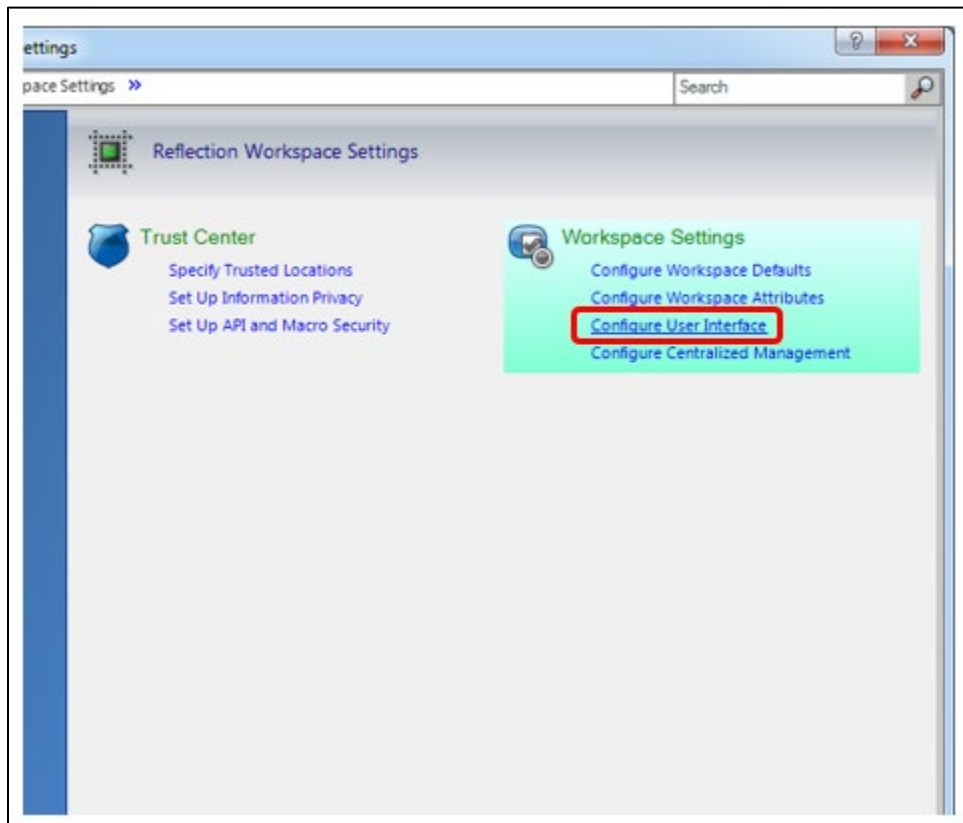 ettings
pace Settings »
Search
Reflection Workspace Settings
Trust Center
Specify Trusted Locations
Set Up Information Privacy
Set Up API and Macro Security
Workspace Settings
Configure Workspace Defaults
Configure Workspace Attributes
Configure User Interface
Configure Centralized Management